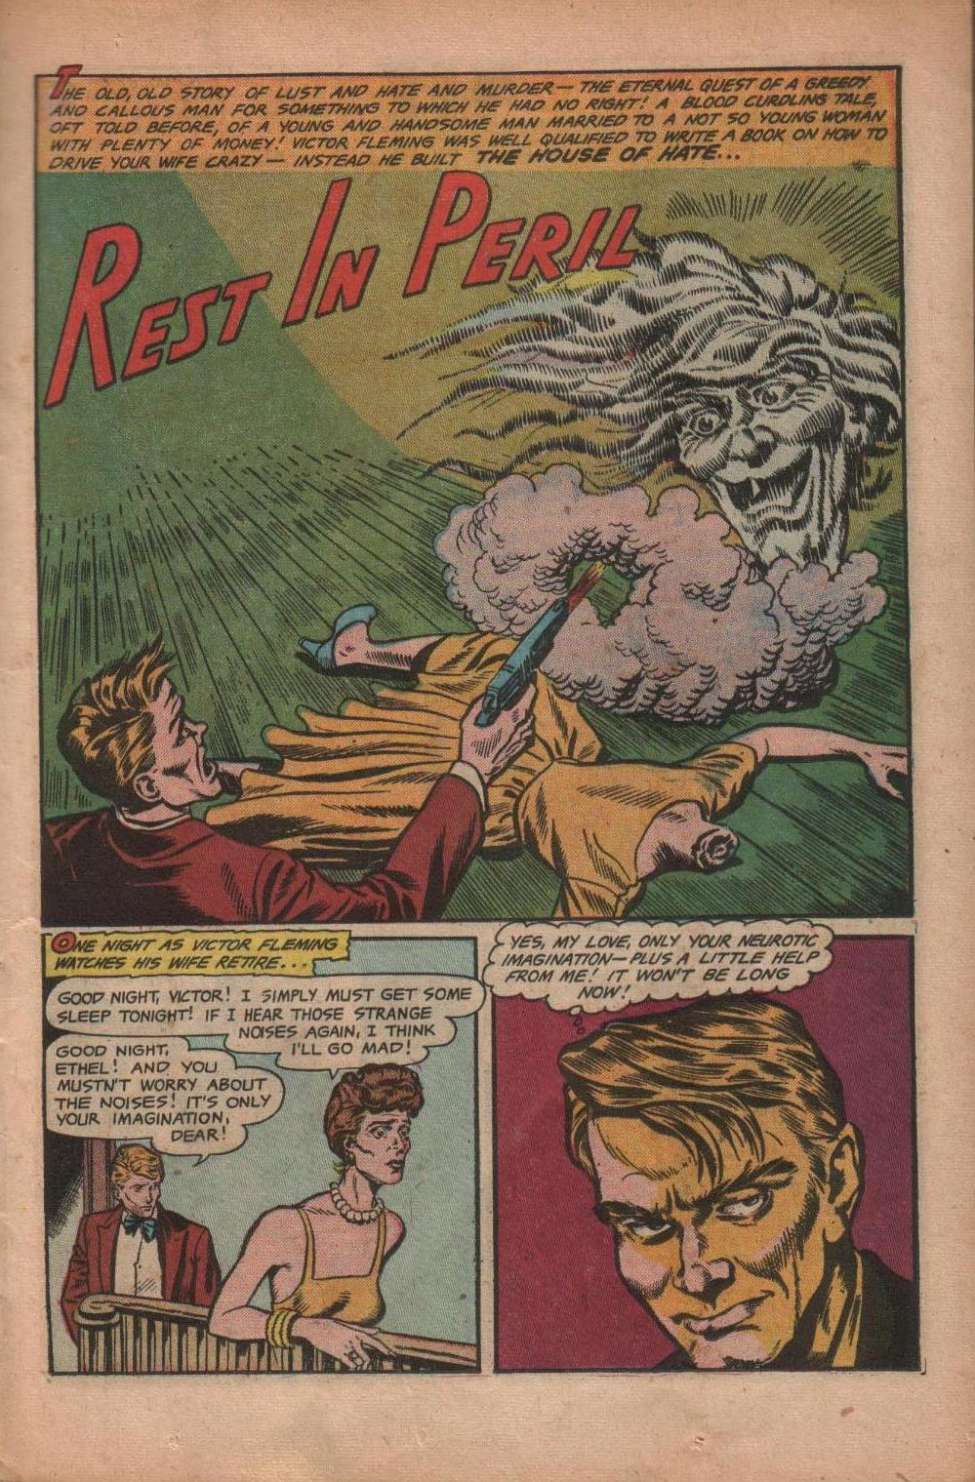 THE OLD, OLD STORY OF LUST AND HATE AND MURDER — THE ETERNAL QUEST OF A GREEDY
AND CALLOUS MAN FOR SOMETHING TO WHICH HE HAD NO RIGHT! A BLOOD CURDLING TALE,
OFT TOLD BEFORE, OF A YOUNG AND HANDSOME MAN MARRIED TO A NOT SO YOUNG WOMAN
WITH PLENTY OF MONEY! VICTOR FLEMING WAS WELL QUALIFIED TO WRITE A BOOK ON HOW TO
DRIVE YOUR WIFE CRAZY — INSTEAD HE BUILT THE HOUSE OF HATE...
REST IN PERIL
ONE NIGHT AS VICTOR FLEMING
WATCHES HIS WIFE RETIRE...
GOOD NIGHT, VICTOR! I SIMPLY MUST GET SOME
SLEEP TONIGHT! IF I HEAR THOSE STRANGE
NOISES AGAIN, I THINK
I'LL GO MAD!
GOOD NIGHT,
ETHEL! AND YOU
MUSTN'T WORRY ABOUT
THE NOISES! IT'S ONLY
YOUR IMAGINATION,
DEAR!
YES, MY LOVE, ONLY YOUR NEUROTIC
IMAGINATION — PLUS A LITTLE HELP
FROM ME! IT WON'T BE LONG
NOW!